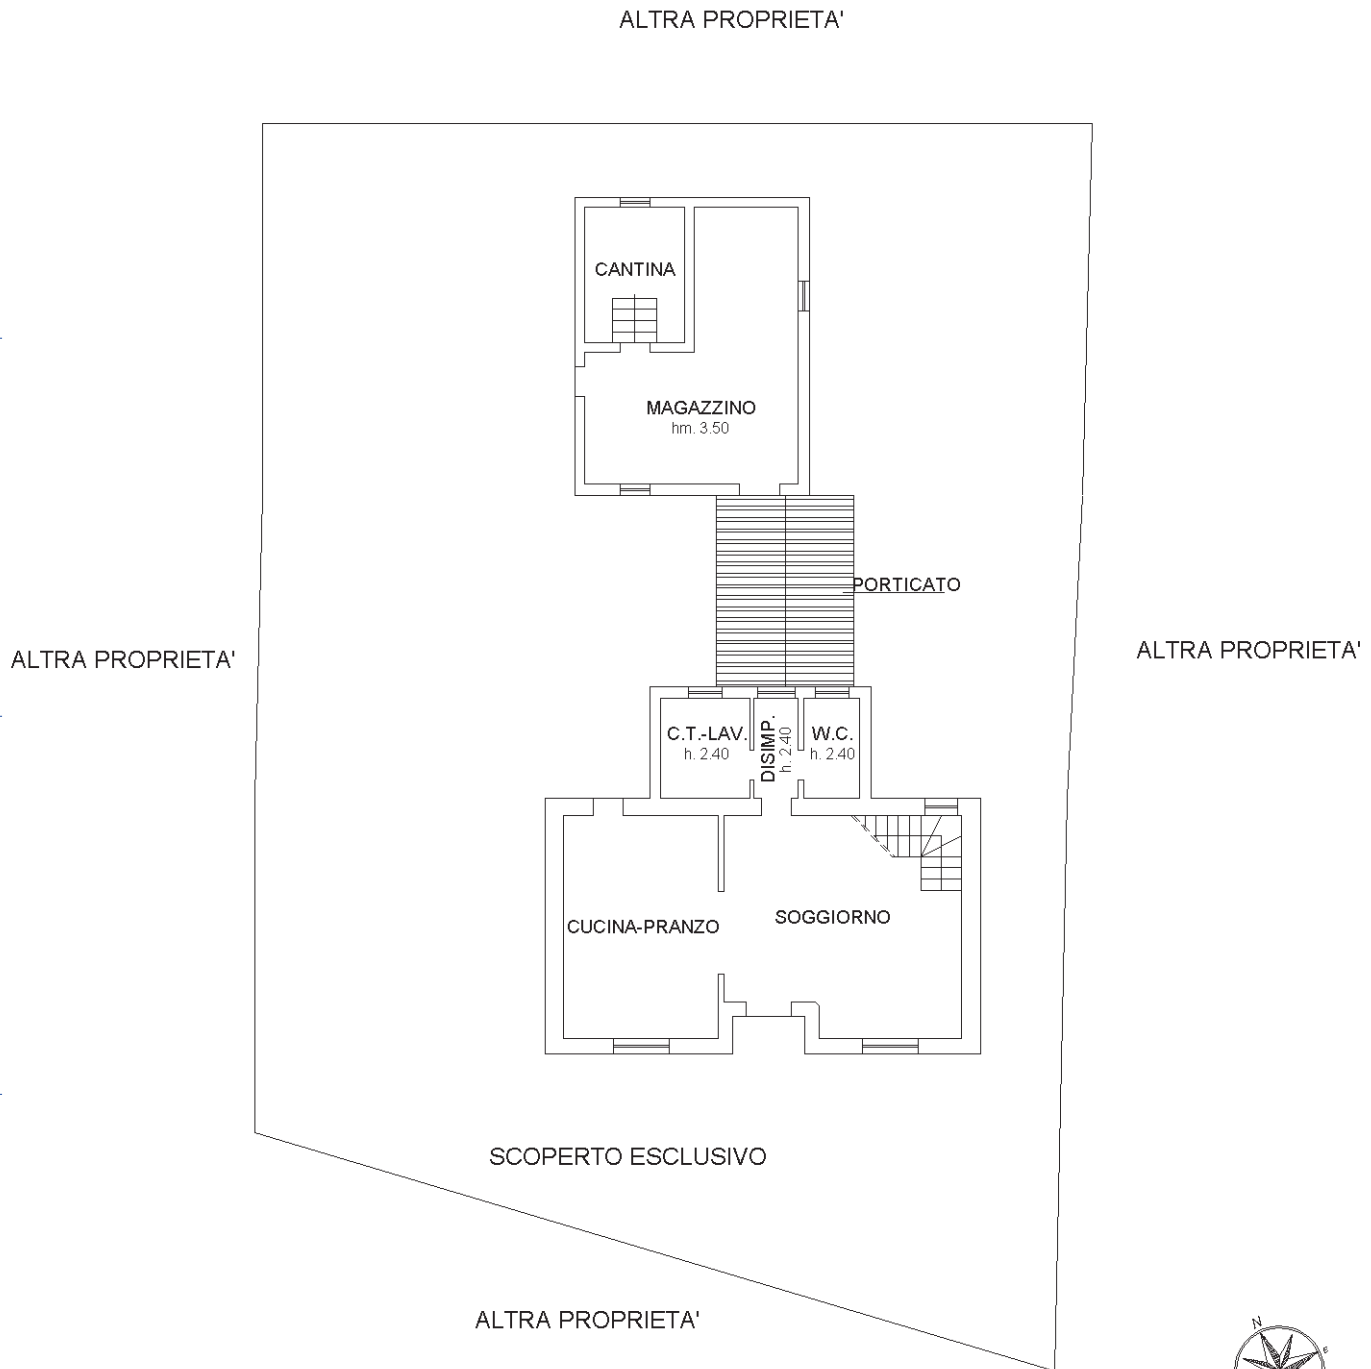 ALTRA PROPRIETA'
CANTINA
MAGAZZINO
hm. 3.50
PORTICATO
ALTRA PROPRIETA'
ALTRA PROPRIETA'
C.T.-LAV.
h. 2.40
DISIMP.
h. 2.40
W.C.
h. 2.40
CUCINA-PRANZO
SOGGIORNO
SCOPERTO ESCLUSIVO
ALTRA PROPRIETA'
N
E